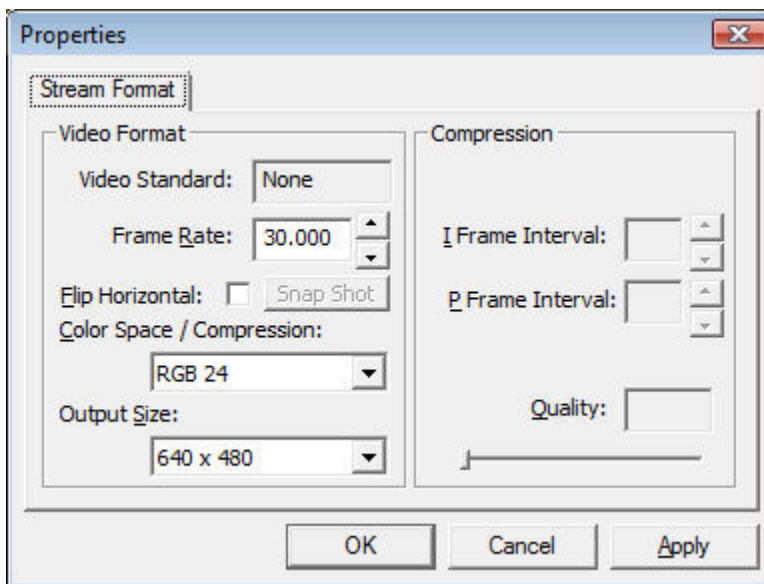 Properties
Stream Format
Video Format
Video Standard: None
Frame Rate: 30.000
Flip Horizontal: Snap Shot
Color Space / Compression:
RGB 24
Output Size:
640 x 480
Compression
I Frame Interval:
P Frame Interval:
Quality:
OK Cancel Apply